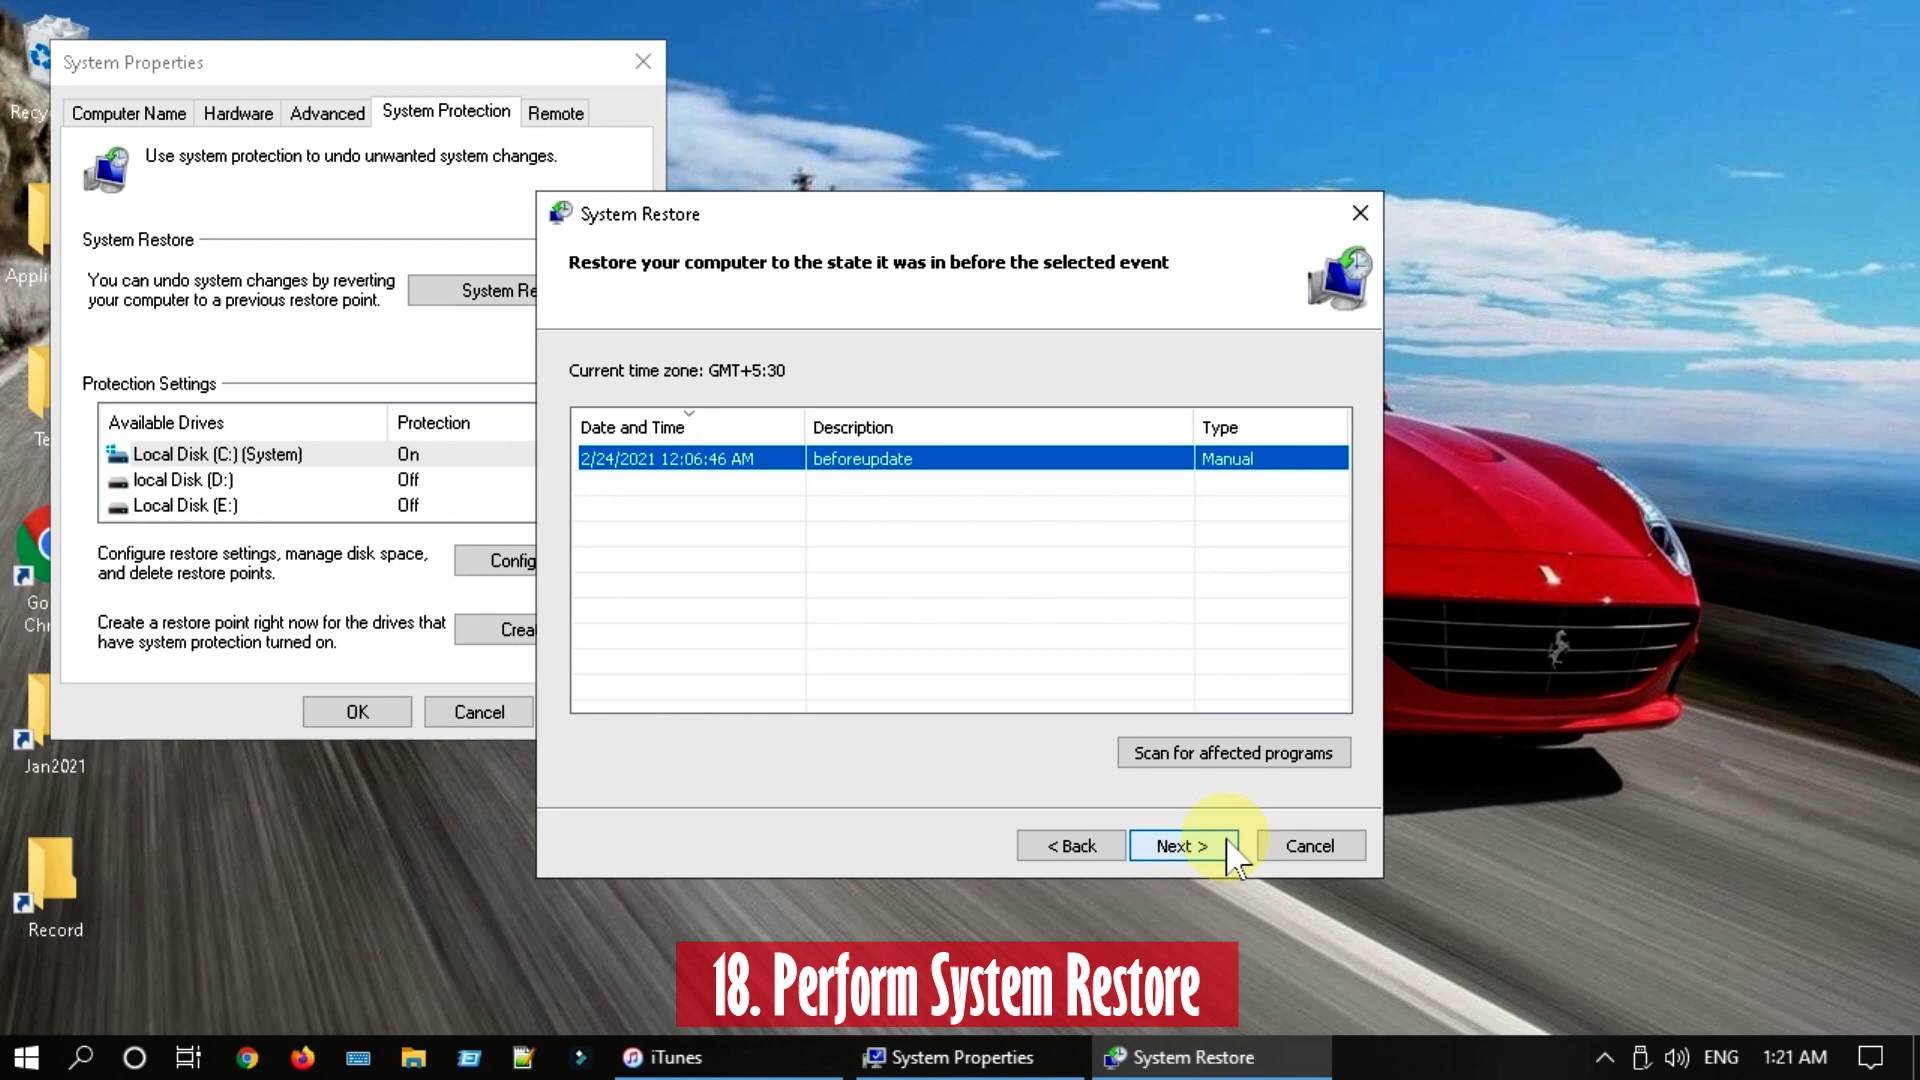 System Properties
Computer Name
Hardware
Advanced
System Protection
Remote
Use system protection to undo unwanted system changes.
System Restore
You can undo system changes by reverting
your computer to a previous restore point.
System Re
Protection Settings
Available Drives
Protection
Local Disk (C:) (System)
On
local Disk (D:)
Off
Local Disk (E:)
Off
Configure restore settings, manage disk space,
and delete restore points.
Config
Create a restore point right now for the drives that
have system protection turned on.
Crea
OK
Cancel
System Restore
Restore your computer to the state it was in before the selected event
Current time zone: GMT+5:30
Date and Time
Description
Type
2/24/2021 12:06:46 AM
beforeupdate
Manual
Scan for affected programs
< Back
Next >
Cancel
Recy
Appli
Te
Go
Chr
Jan2021
Record
18. Perform System Restore
iTunes
System Properties
System Restore
ENG
1:21 AM